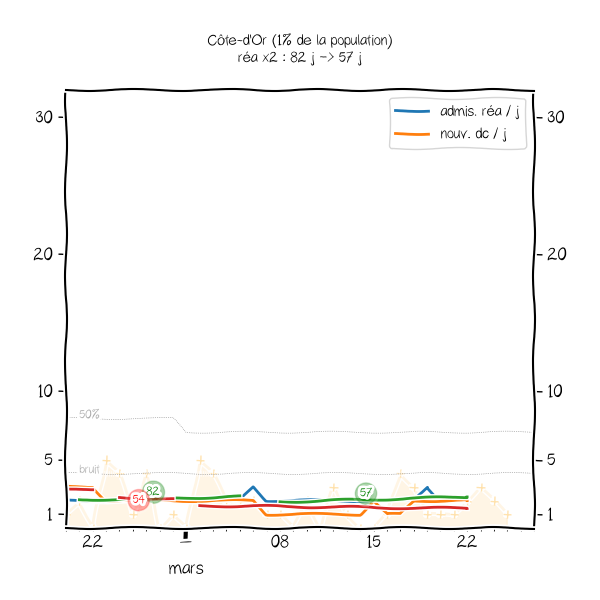 Côte-d'Or (1% de la population)
réa x2 : 82 j -> 57 j
admis. réa / j
nouv. dc / j
30 30
20 20
10 10
50%
5 bruit 5
82 54 57
1 1
22 1 08 15 22
mars